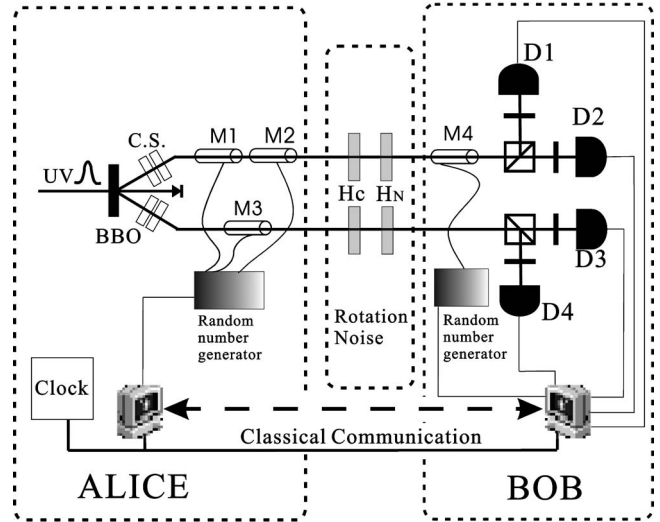 D1
C.S.
M1
M2
M4
D2
UV
Hc
HN
BBO
M3
D3
D4
Random
number
generator
Rotation
Noise
Random
number
generator
Clock
Classical Communication
ALICE
BOB